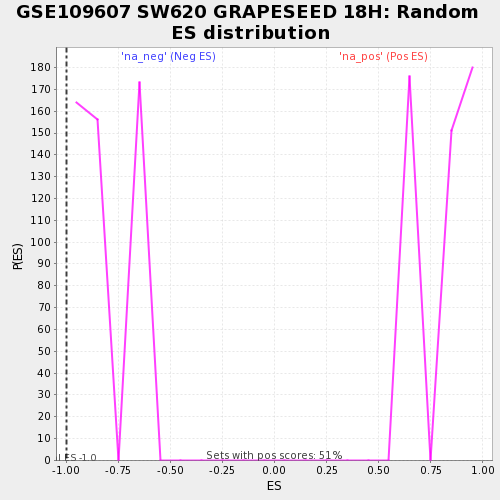 GSE109607 SW620 GRAPESEED 18H: Random
ES distribution
'na_neg' (Neg ES)
'na_pos' (Pos ES)
180
170
160
150
140
130
120
110
100
90
80
70
60
50
40
30
20
10
0
P(ES)
ES -1.0
Sets with pos scores: 51%
-1.00 -0.75 -0.50 -0.25 0.00 0.25 0.50 0.75 1.00
ES